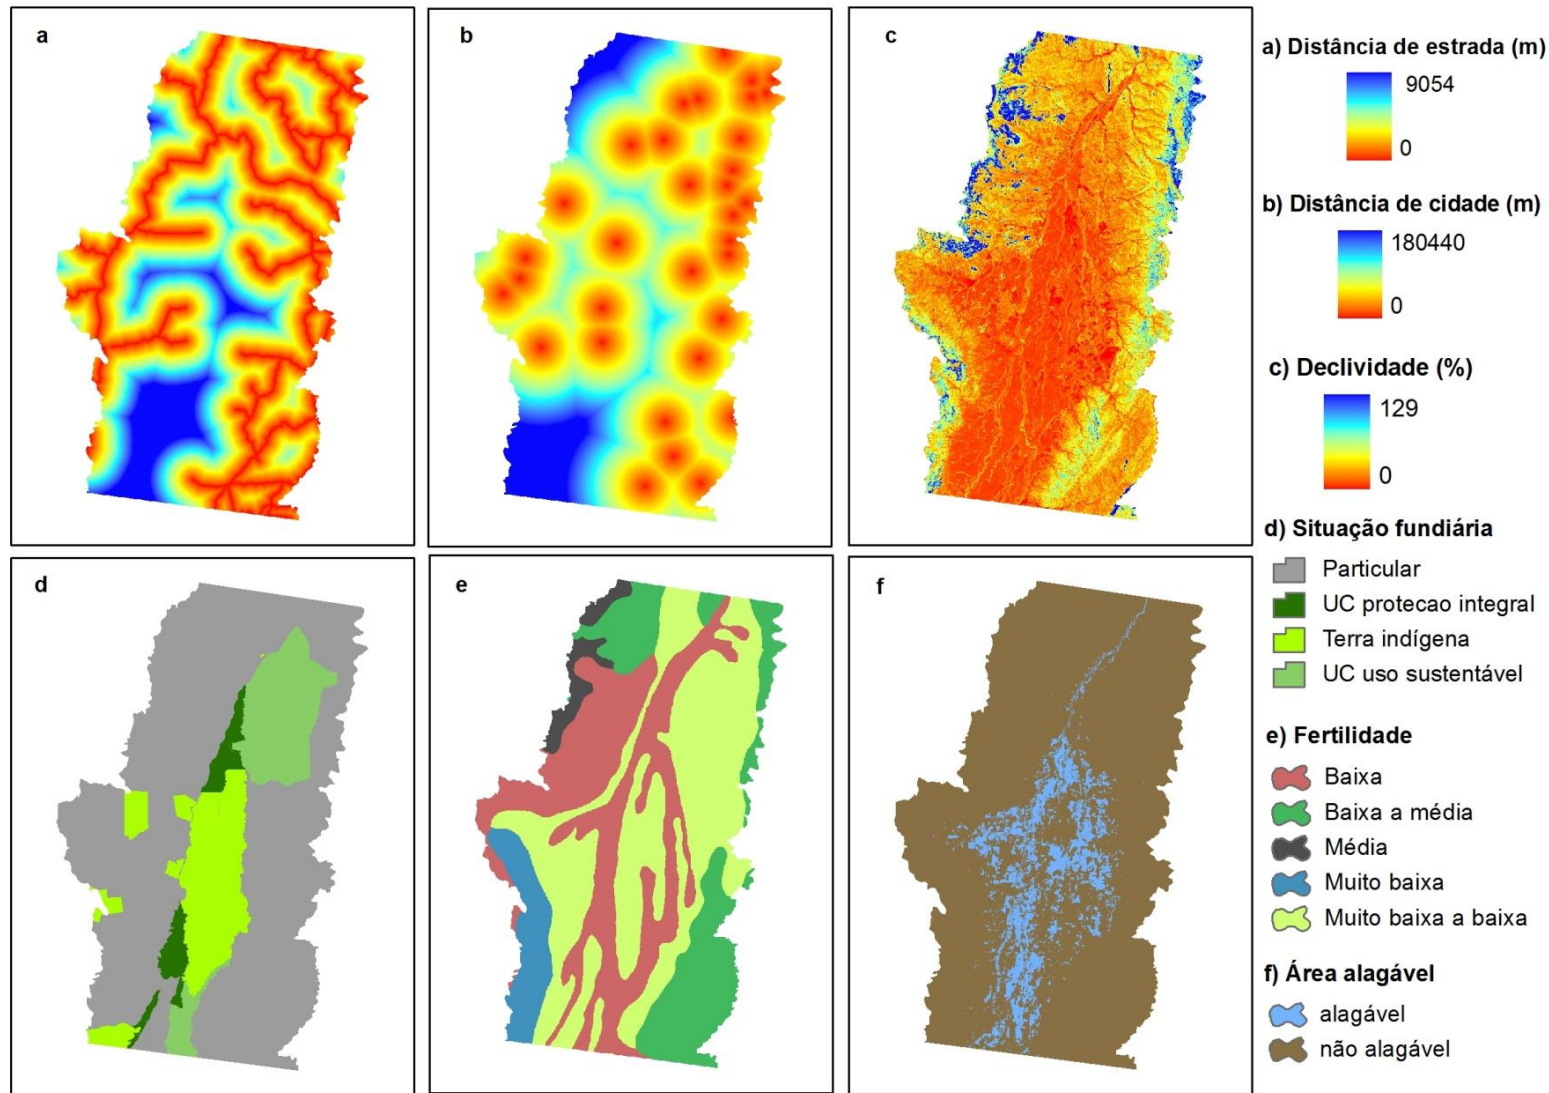 a
b
c
a) Distância de estrada (m)
9054
0
b) Distância de cidade (m)
180440
0
c) Declividade (%)
129
0
d
e
f
d) Situação fundiária
Particular
UC protecao integral
Terra indígena
UC uso sustentável
e) Fertilidade
Baixa
Baixa a média
Média
Muito baixa
Muito baixa a baixa
f) Área alagável
alagável
não alagável